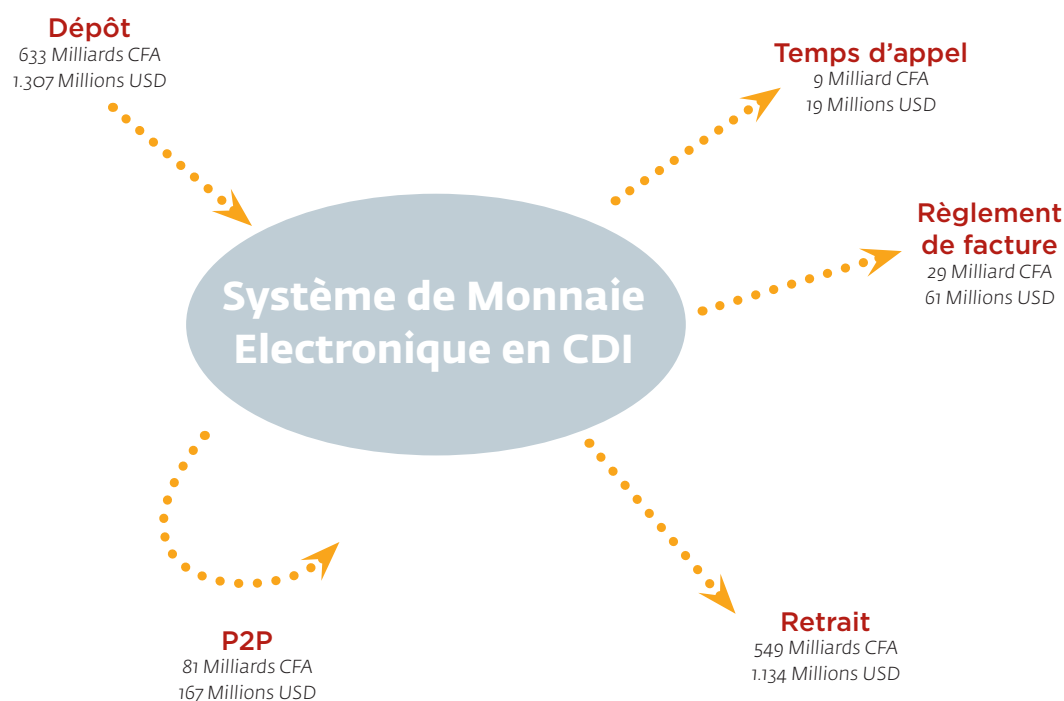 Dépôt
633 Milliards CFA
1.307 Millions USD
Temps d'appel
9 Milliard CFA
19 Millions USD
Règlement
de facture
29 Milliard CFA
61 Millions USD
Système de Monnaie
Electronique en CDI
P2P
81 Milliards CFA
167 Millions USD
Retrait
549 Milliards CFA
1.134 Millions USD